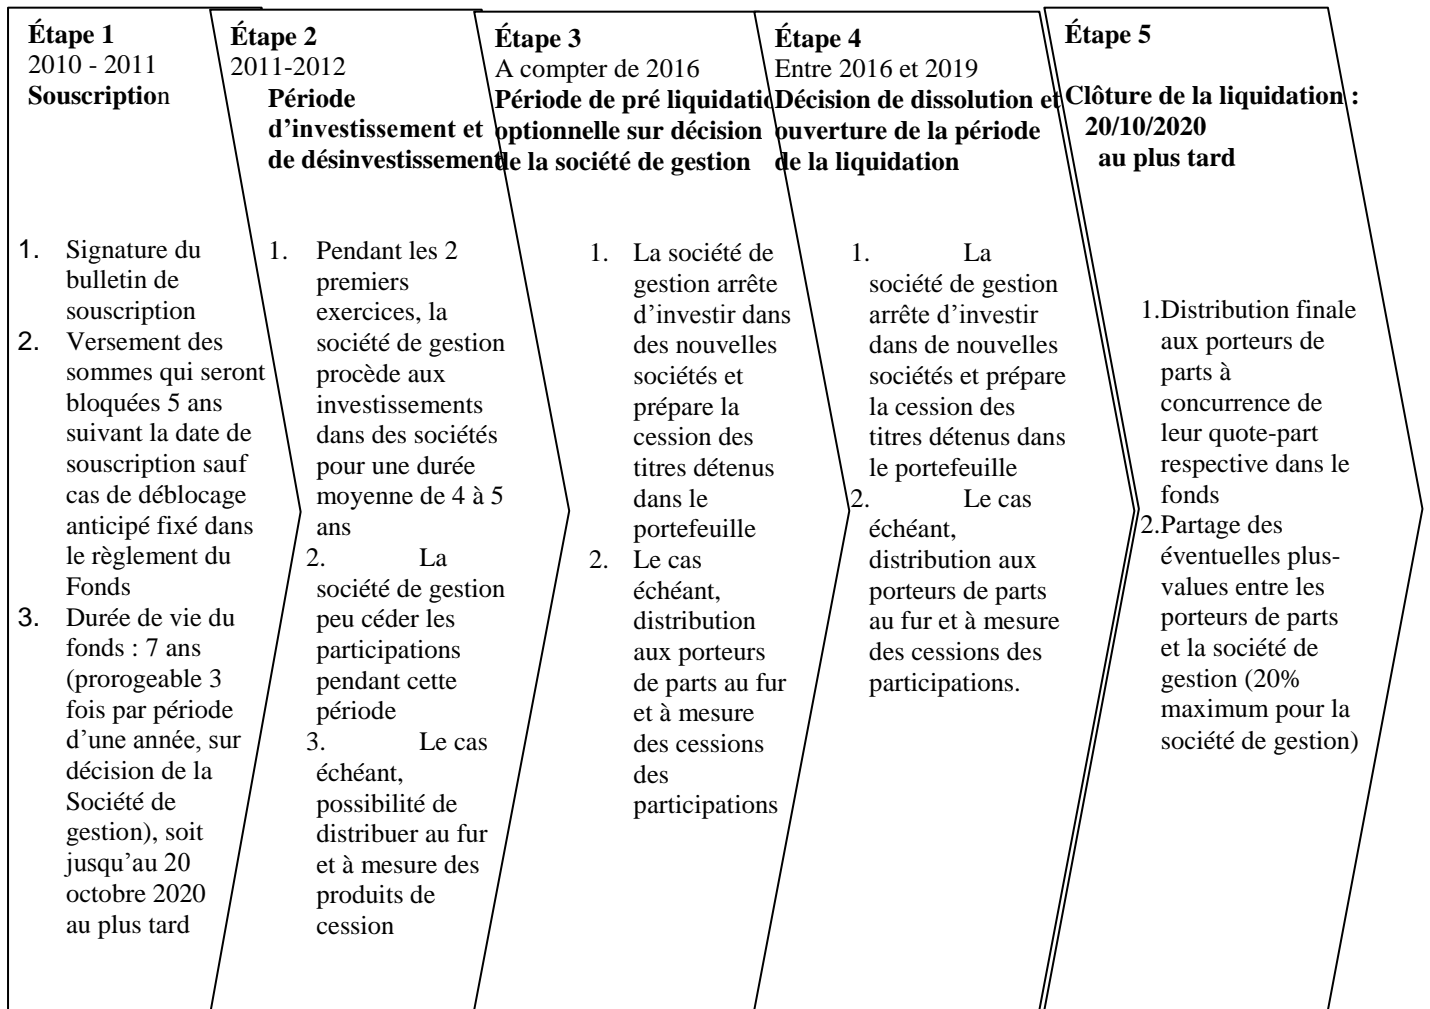 Étape 1
2010 - 2011
Souscription
1. Signature du
bulletin de
souscription
2. Versement des
sommes qui seront
bloquées 5 ans
suivant la date de
souscription sauf
cas de déblocage
anticipé fixé dans
le règlement du
Fonds
3. Durée de vie du
fonds : 7 ans
(prorogeable 3
fois par période
d’une année, sur
décision de la
Société de
gestion), soit
jusqu’au 20
octobre 2020
au plus tard
Étape 2
2011-2012
Période
d’investissement et
de désinvestissement
1. Pendant les 2
premiers
exercices, la
société de gestion
procède aux
investissements
dans des sociétés
pour une durée
moyenne de 4 à 5
ans
2. La
société de gestion
peu céder les
participations
pendant cette
période
3. Le cas
échéant,
possibilité de
distribuer au fur
et à mesure des
produits de
cession
Étape 3
A compter de 2016
Période de pré liquidatio
optionnelle sur décision
de la société de gestion
1. La société de
gestion arrête
d’investir dans
des nouvelles
sociétés et
prépare la
cession des
titres détenus
dans le
portefeuille
2. Le cas
échéant,
distribution
aux porteurs
de parts au fur
et à mesure
des cessions
des
participations
Étape 4
Entre 2016 et 2019
Décision de dissolution et
ouverture de la période
de la liquidation
1. La
société de gestion
arrête d’investir
dans de nouvelles
sociétés et prépare
la cession des
titres détenus dans
le portefeuille
2. Le cas
échéant,
distribution aux
porteurs de parts
au fur et à mesure
des cessions des
participations.
Étape 5
Clôture de la liquidation :
20/10/2020
au plus tard
1.Distribution finale
aux porteurs de
parts à
concurrence de
leur quote-part
respective dans le
fonds
2.Partage des
éventuelles plus-
values entre les
porteurs de parts
et la société de
gestion (20%
maximum pour la
société de gestion)